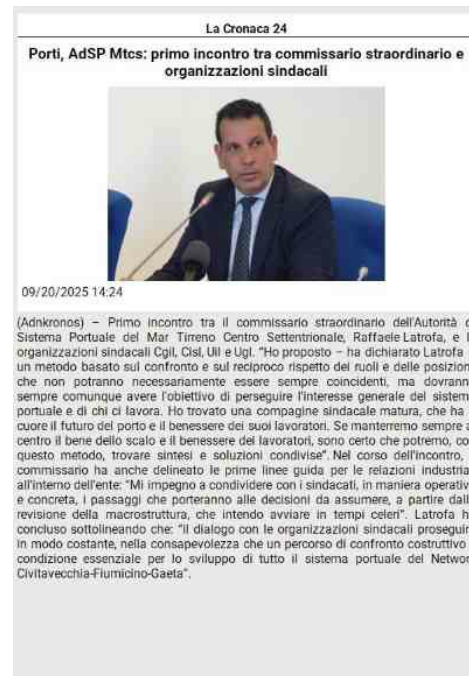 La Cronaca 24
Porti, AdSP Mtcs: primo incontro tra commissario straordinario e
organizzazioni sindacali
09/20/2025 14:24
(Adnkronos) – Primo incontro tra il commissario straordinario dell'Autorità
Sistema Portuale del Mar Tirreno Centro Settentrionale, Raffaele Latrofa, e
organizzazioni sindacali Cgil, Cisl, Uil e Ugl. "Ho proposto – ha dichiarato Latrofa
un metodo basato sul confronto e sul reciproco rispetto dei ruoli e delle posizion
che non potranno necessariamente essere sempre coincidenti, ma dovrann
sempre comunque avere l'obiettivo di perseguire l'interesse generale del sistem
portuale e di chi ci lavora. Ho trovato una compagine sindacale matura, che ha
cuore il futuro del porto e il benessere dei suoi lavoratori. Se manterremo sempre a
centro il bene dello scalo e il benessere dei lavoratori, sono certo che potremo, co
questo metodo, trovare sintesi e soluzioni condivise". Nel corso dell'incontro,
commissario ha anche delineato le prime linee guida per le relazioni industria
all'interno dell'ente: "Mi impegno a condividere con i sindacati, in maniera operativ
e concreta, i passaggi che porteranno alle decisioni da assumere, a partire dall
revisione della macrostruttura, che intendo avviare in tempi celeri". Latrofa h
concluso sottolineando che: "il dialogo con le organizzazioni sindacali proseguir
in modo costante, nella consapevolezza che un percorso di confronto costruttivo
condizione essenziale per lo sviluppo di tutto il sistema portuale del Networ
Civitavecchia-Fiumicino-Gaeta".